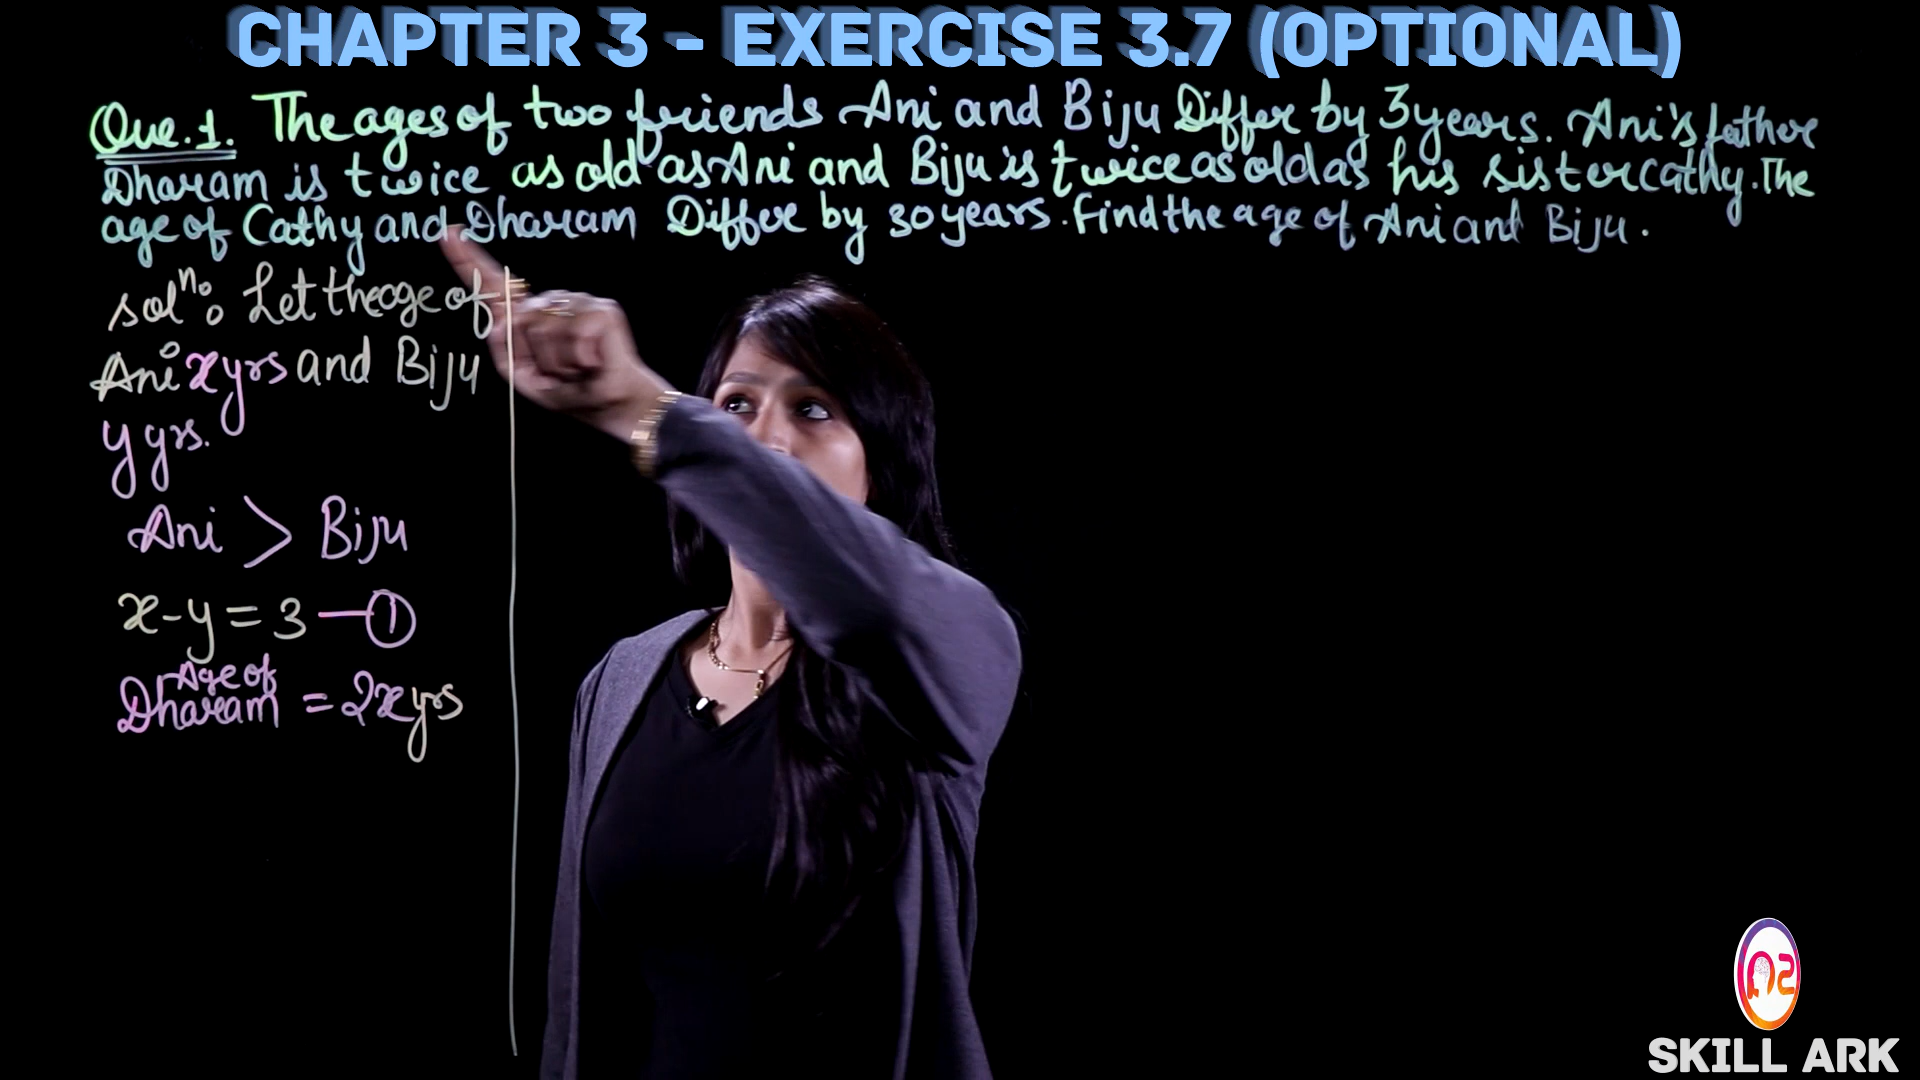 CHAPTER 3 - EXERCISE 3.7 (OPTIONAL)
Que.1. The ages of two friends Ani and Biju Differ by 3 years. Ani's father
Dharam is twice as old as Ani and Biju is twice as old as his sister Cathy. The
age of Cathy and Dharam Differ by 30 years. Find the age of Ani and Biju.
solⁿ: Let the age of
Ani x yrs and Biju
y yrs.
Ani > Biju
x - y = 3 — ①
Age of
Dharam = 2x yrs
SKILL ARK